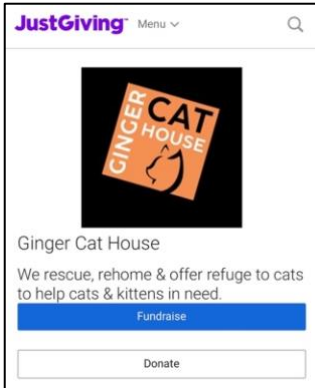 JustGiving™ Menu
GINGER CAT HOUSE
Ginger Cat House
We rescue, rehome & offer refuge to cats
to help cats & kittens in need.
Fundraise
Donate